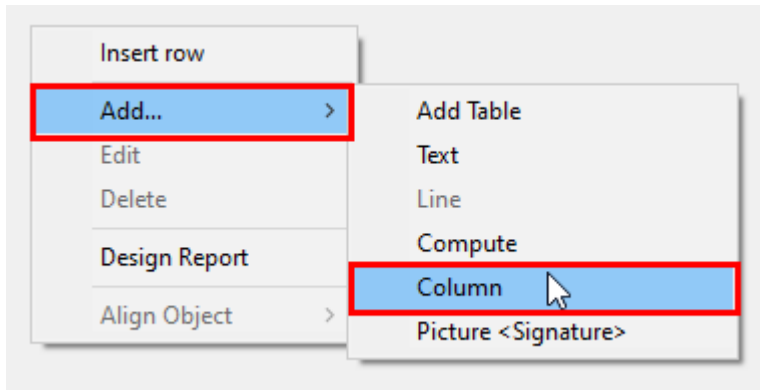 Insert row
Add...
Edit
Delete
Design Report
Align Object
Add Table
Text
Line
Compute
Column
Picture <Signature>